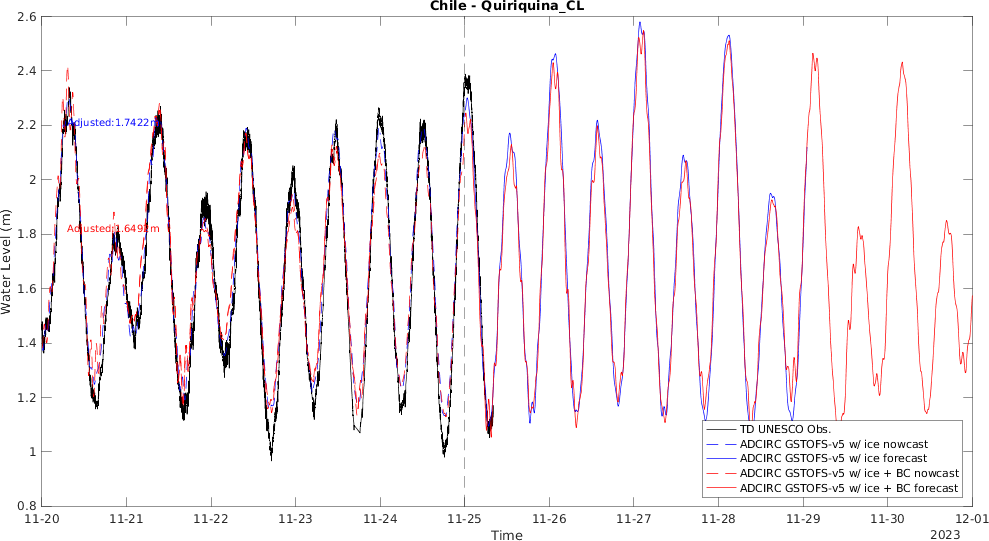 Chile - Quiriquina_CL
2.6
2.4
2.2
2
1.8
1.6
1.4
1.2
1
0.8
Water Level (m)
Adjusted:1.7422m
TD UNESCO Obs.
ADCIRC GSTOFS-v5 w/ ice nowcast
ADCIRC GSTOFS-v5 w/ ice forecast
ADCIRC GSTOFS-v5 w/ ice + BC nowcast
ADCIRC GSTOFS-v5 w/ ice + BC forecast
11-20 11-21 11-22 11-23 11-24 11-25 11-26 11-27 11-28 11-29 11-30 12-01
Time
2023